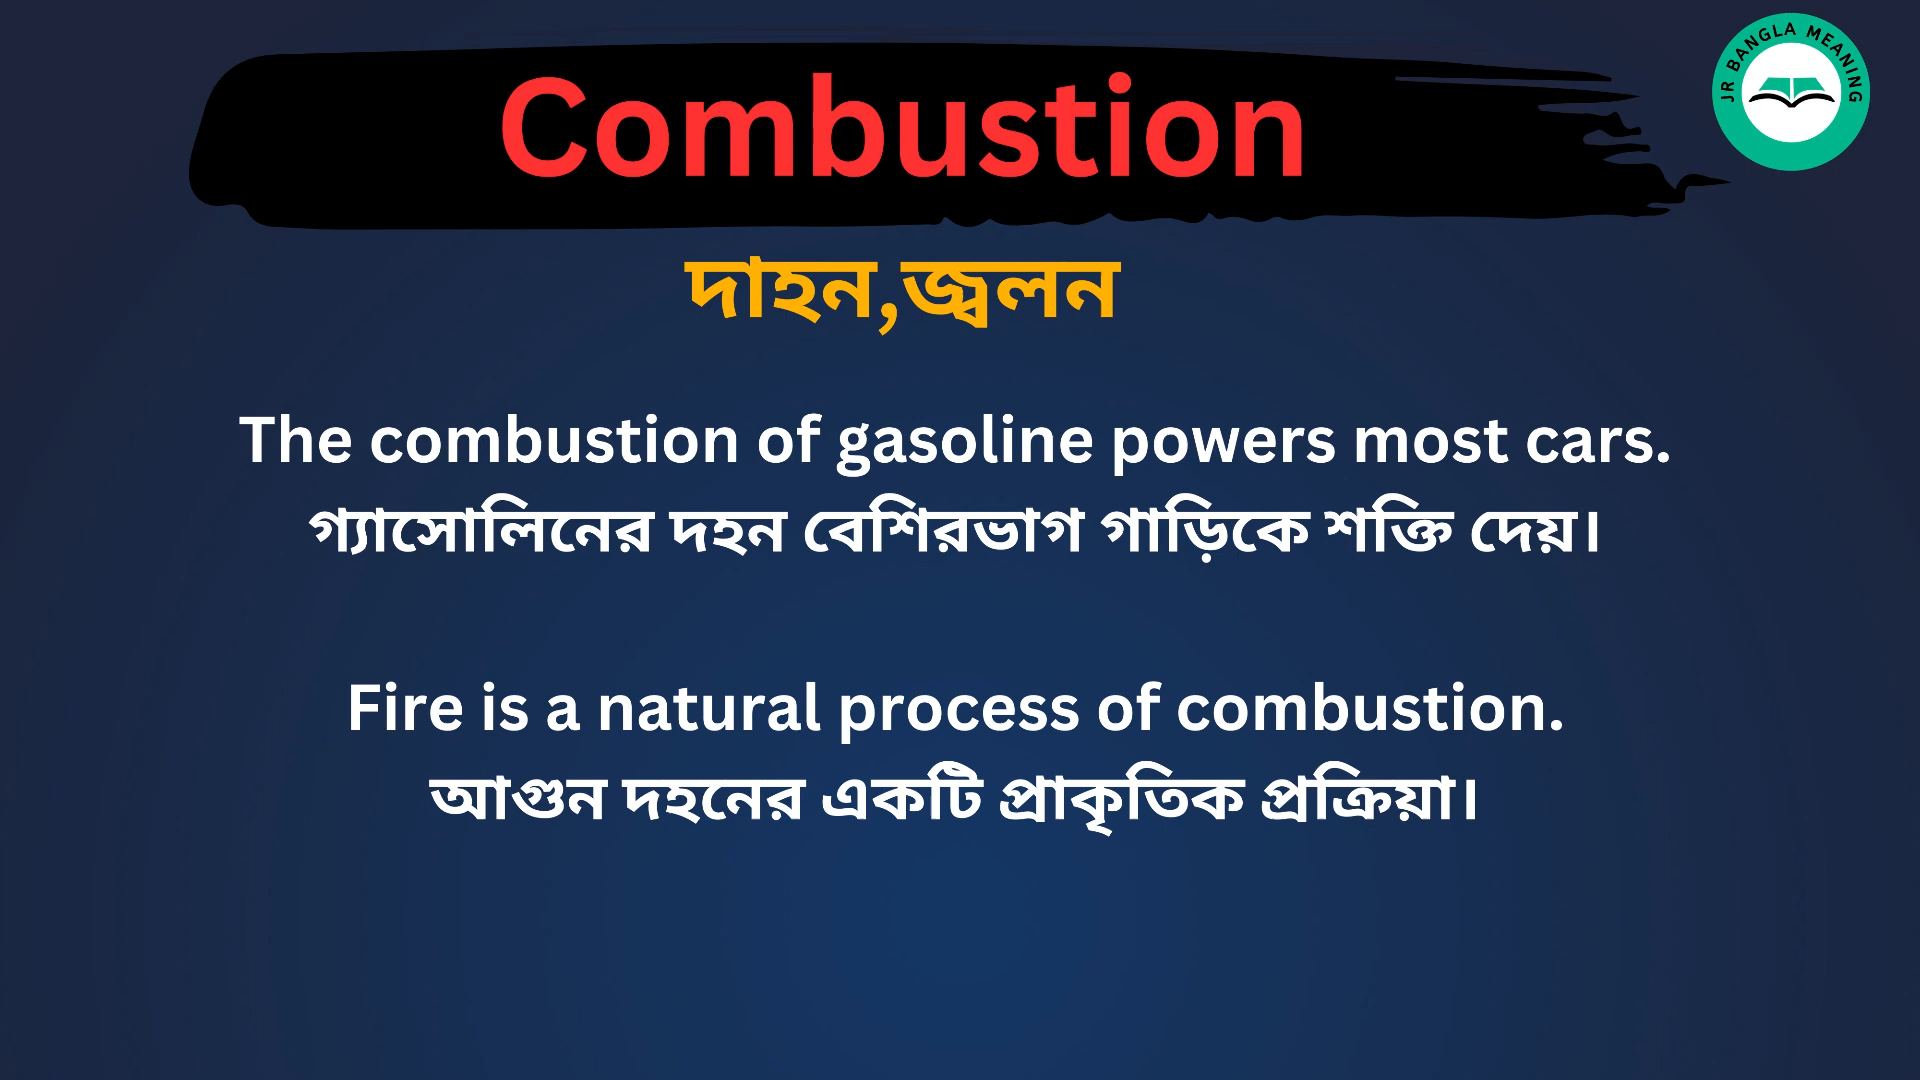 Combustion
JR BANGLA MEANING
দাহন,জ্বলন
The combustion of gasoline powers most cars.
গ্যাসোলিনের দহন বেশিরভাগ গাড়িকে শক্তি দেয়।
Fire is a natural process of combustion.
আগুন দহনের একটি প্রাকৃতিক প্রক্রিয়া।